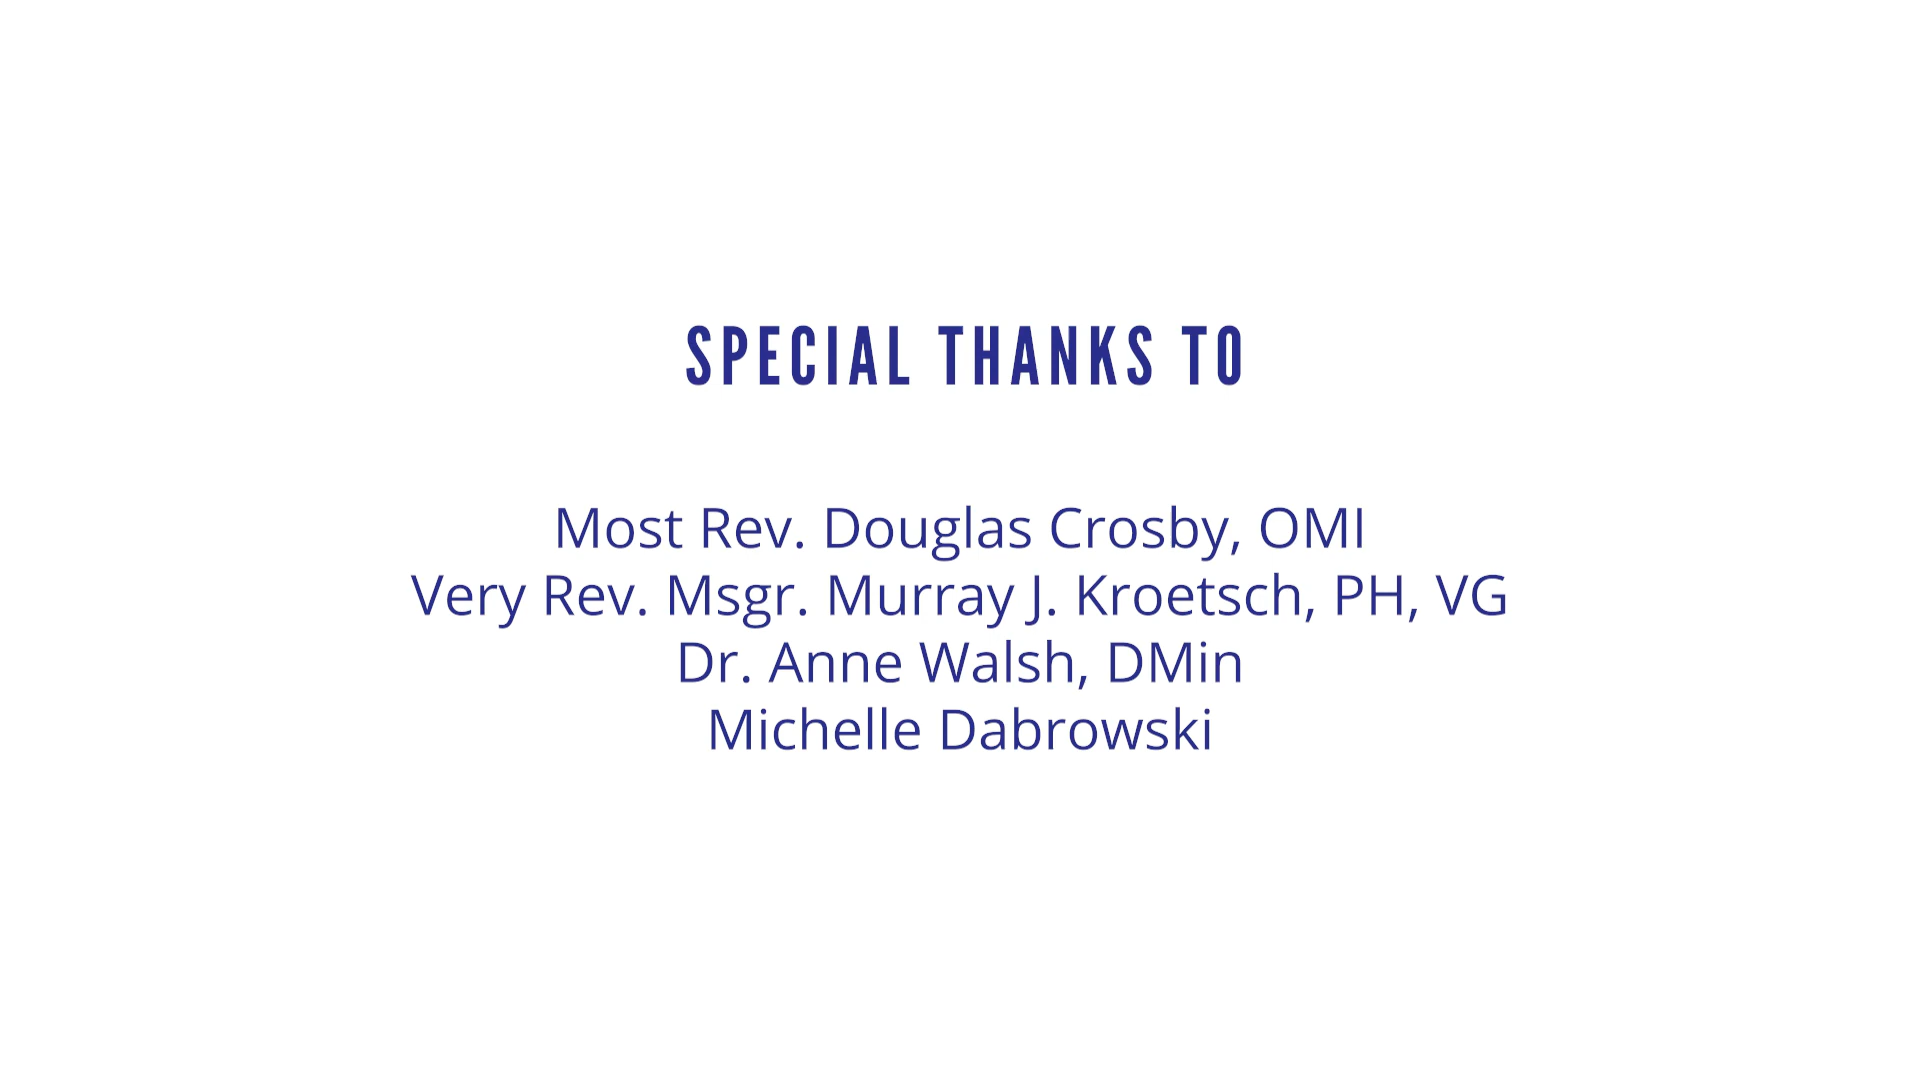 SPECIAL THANKS TO
Most Rev. Douglas Crosby, OMI
Very Rev. Msgr. Murray J. Kroetsch, PH, VG
Dr. Anne Walsh, DMin
Michelle Dabrowski